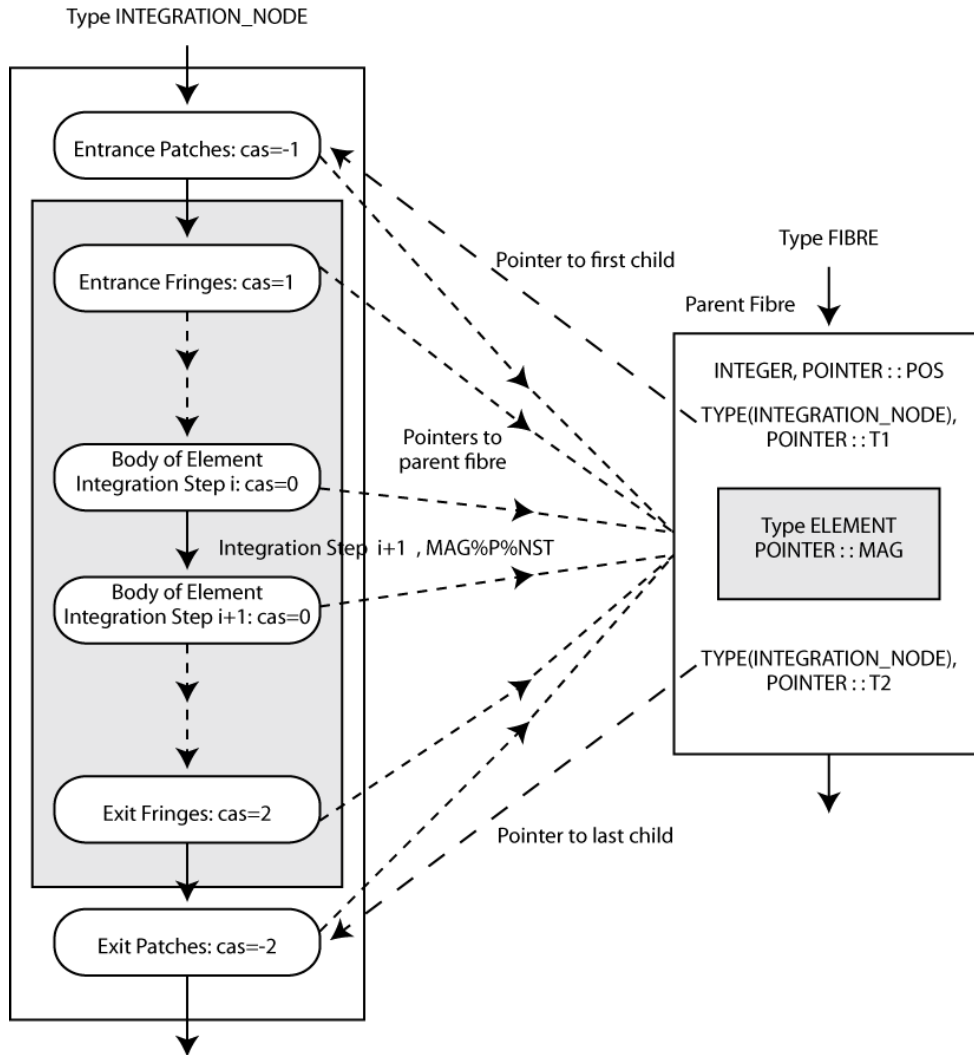 Type INTEGRATION_NODE
Entrance Patches: cas=-1
Entrance Fringes: cas=1
Body of Element
Integration Step i: cas=0
Integration Step i+1 , MAG%P%NST
Body of Element
Integration Step i+1: cas=0
Exit Fringes: cas=2
Exit Patches: cas=-2
Pointer to first child
Pointers to
parent fibre
Pointer to last child
Type FIBRE
Parent Fibre
INTEGER, POINTER : : POS
TYPE(INTEGRATION_NODE),
POINTER : : T1
Type ELEMENT
POINTER : : MAG
TYPE(INTEGRATION_NODE),
POINTER : : T2